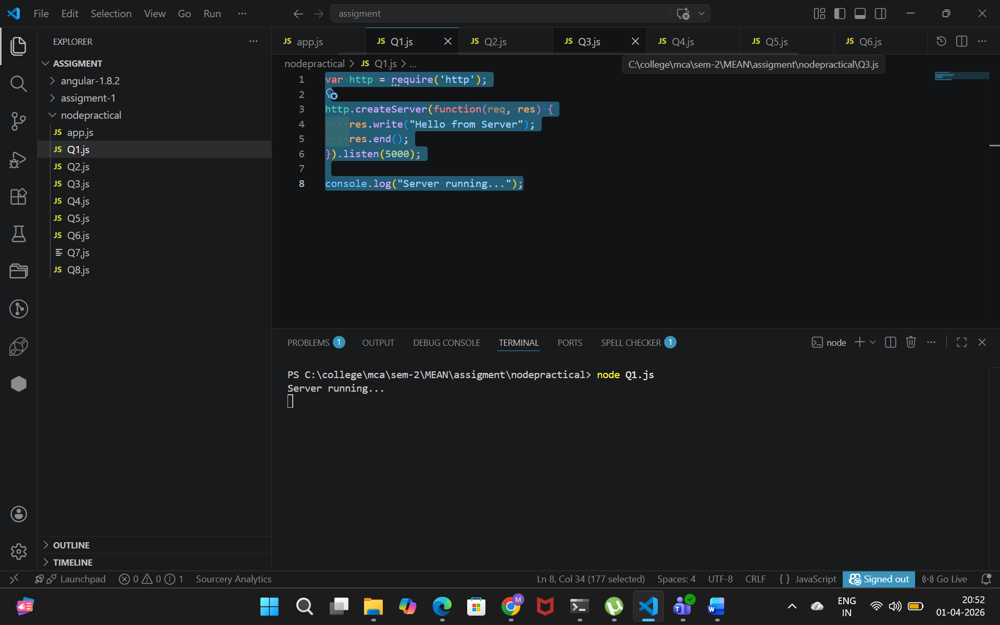 File Edit Selection View Go Run ···
assigment
EXPLORER
ASSIGMENT
angular-1.8.2
assigment-1
nodepractical
JS app.js
JS Q1.js
JS Q2.js
JS Q3.js
JS Q4.js
JS Q5.js
JS Q6.js
Q7,js
JS Q8.js
OUTLINE
TIMELINE
JS app.js JS Q1.js JS Q2.js JS Q3.js JS Q4.js JS Q5.js JS Q6.js
nodepractical > JS Q1.js > ...
C:\college\mca\sem-2\MEAN\assigment\nodepractical\Q3.js
1 var http = require('http');
2
3 http.createServer(function(req, res) {
4 res.write("Hello from Server");
5 res.end();
6 }).listen(5000);
7
8 console.log("Server running...");
PROBLEMS 1 OUTPUT DEBUG CONSOLE TERMINAL PORTS SPELL CHECKER 1 node
PS C:\college\mca\sem-2\MEAN\assigment\nodepractical> node Q1.js
Server running...
Launchpad 0 0 1 Sourcery Analytics Ln 8, Col 34 (177 selected) Spaces: 4 UTF-8 CRLF { } JavaScript Signed out Go Live
M
T
W
ENG
IN
20:52
01-04-2026